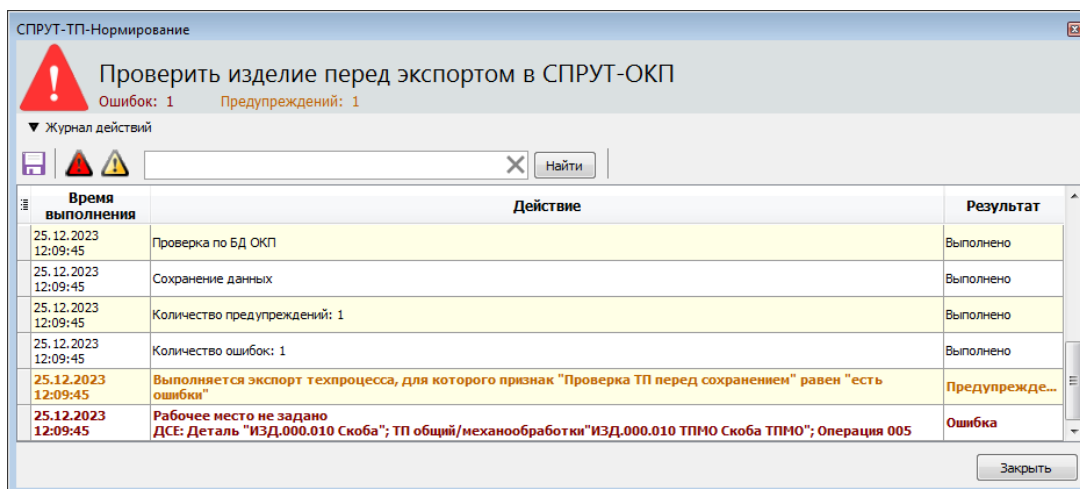 СПРУТ-ТП-Нормирование
Проверить изделие перед экспортом в СПРУТ-ОКП
Ошибок: 1 Предупреждений: 1
▼ Журнал действий
Найти
Время выполнения Действие Результат
25.12.2023 12:09:45 Проверка по БД ОКП Выполнено
25.12.2023 12:09:45 Сохранение данных Выполнено
25.12.2023 12:09:45 Количество предупреждений: 1 Выполнено
25.12.2023 12:09:45 Количество ошибок: 1 Выполнено
25.12.2023 Выполняется экспорт техпроцесса, для которого признак "Проверка ТП перед сохранением" равен "есть Предупрежде...
12:09:45 ошибки"
25.12.2023 Рабочее место не задано Ошибка
12:09:45 ДСЕ: Деталь "ИЗД.000.010 Скоба"; ТП общий/механообработки"ИЗД.000.010 ТПМО Скоба ТПМО"; Операция 005
Закрыть